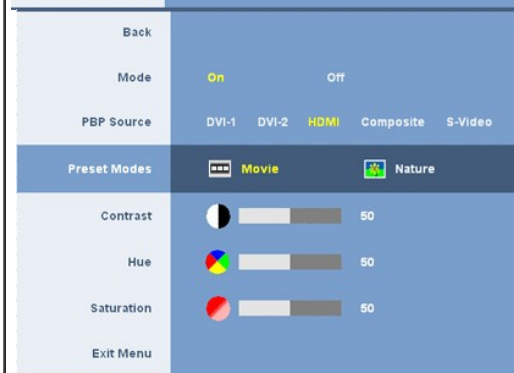 Back
Mode On Off
PBP Source DVI-1 DVI-2 HDMI Composite S-Video
Preset Modes Movie Nature
Contrast 50
Hue 50
Saturation 50
Exit Menu